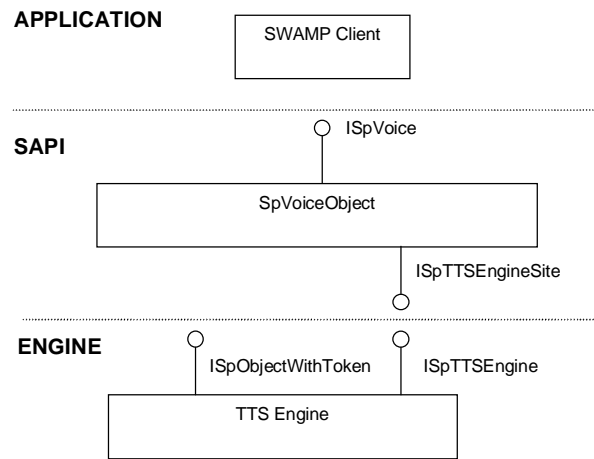 APPLICATION
SWAMP Client
ISpVoice
SAPI
SpVoiceObject
ISpTTSEngineSite
ENGINE
ISpObjectWithToken
ISpTTSEngine
TTS Engine